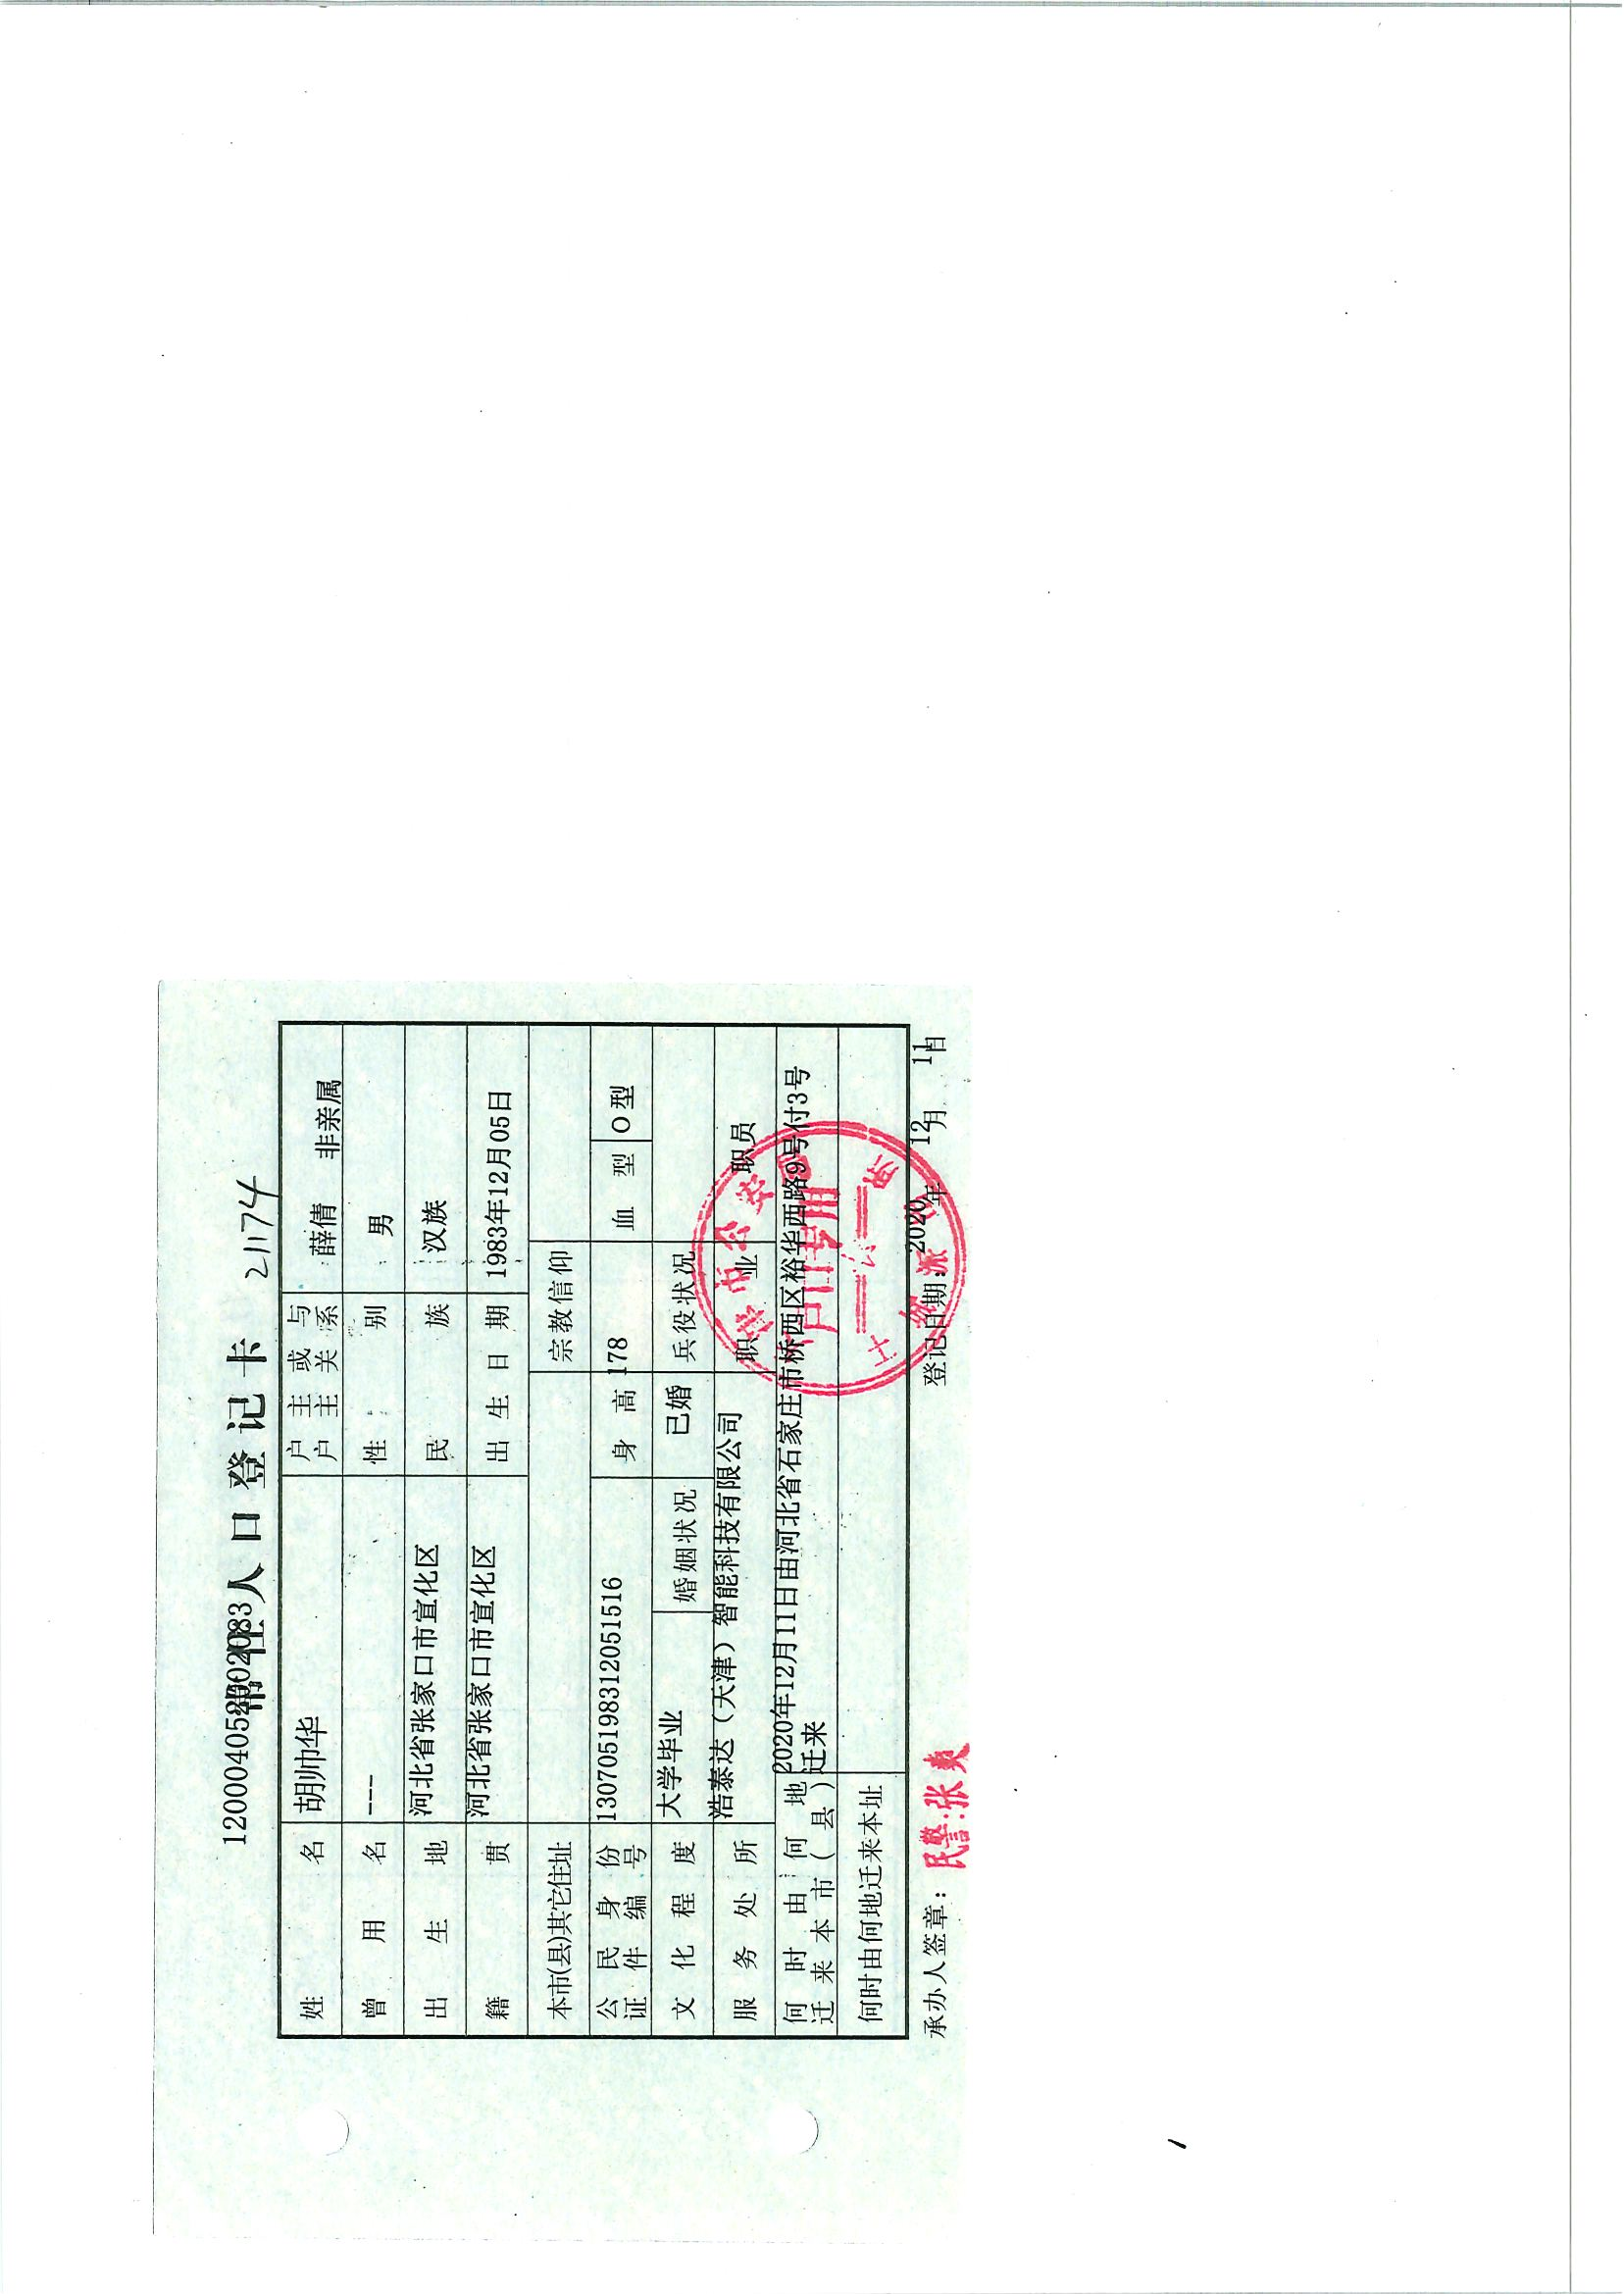 120040520002083
常住人口登记卡
21174
姓名 胡帅华 户主或与户主关系 薛倩 非亲属
曾用名 --- 性别 男
出生地 河北省张家口市宣化区 民族 汉族
籍贯 河北省张家口市宣化区 出生日期 1983年12月05日
本市(县)其它住址 宗教信仰
公民身份证件编号 130705198312051516 身高 178 血型 O型
文化程度 大学毕业 婚姻状况 已婚 兵役状况
服务处所 浩泰达（天津）智能科技有限公司 职业 职员
何时由何地迁来本市(县) 2020年12月11日由河北省石家庄市桥西区裕华西路9号付3号迁来
何时由何地迁来本址
承办人签章： 民警:张爽 登记日期:2020年12月11日
户口专用